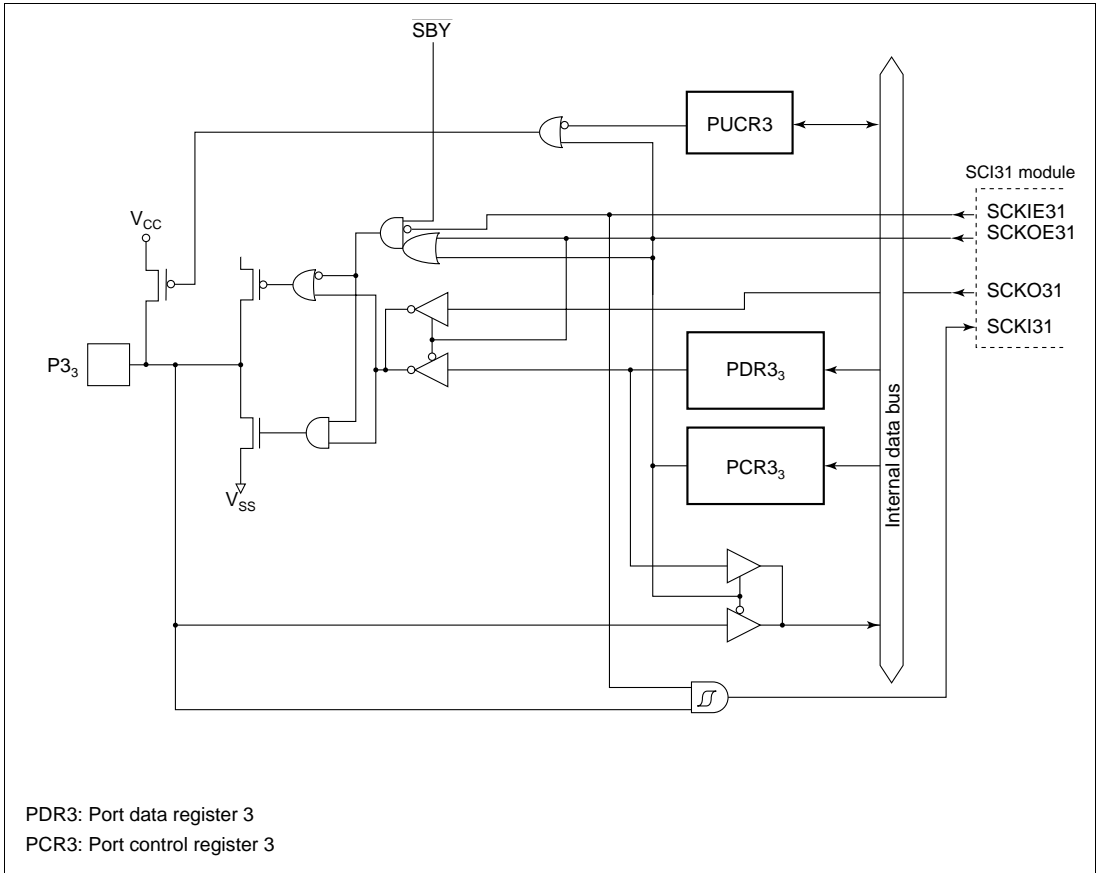 SBY
PUCR3
SCI31 module
SCKIE31
SCKOE31
VCC
SCKO31
SCKI31
P33
PDR33
PCR33
Internal data bus
VSS
PDR3: Port data register 3
PCR3: Port control register 3